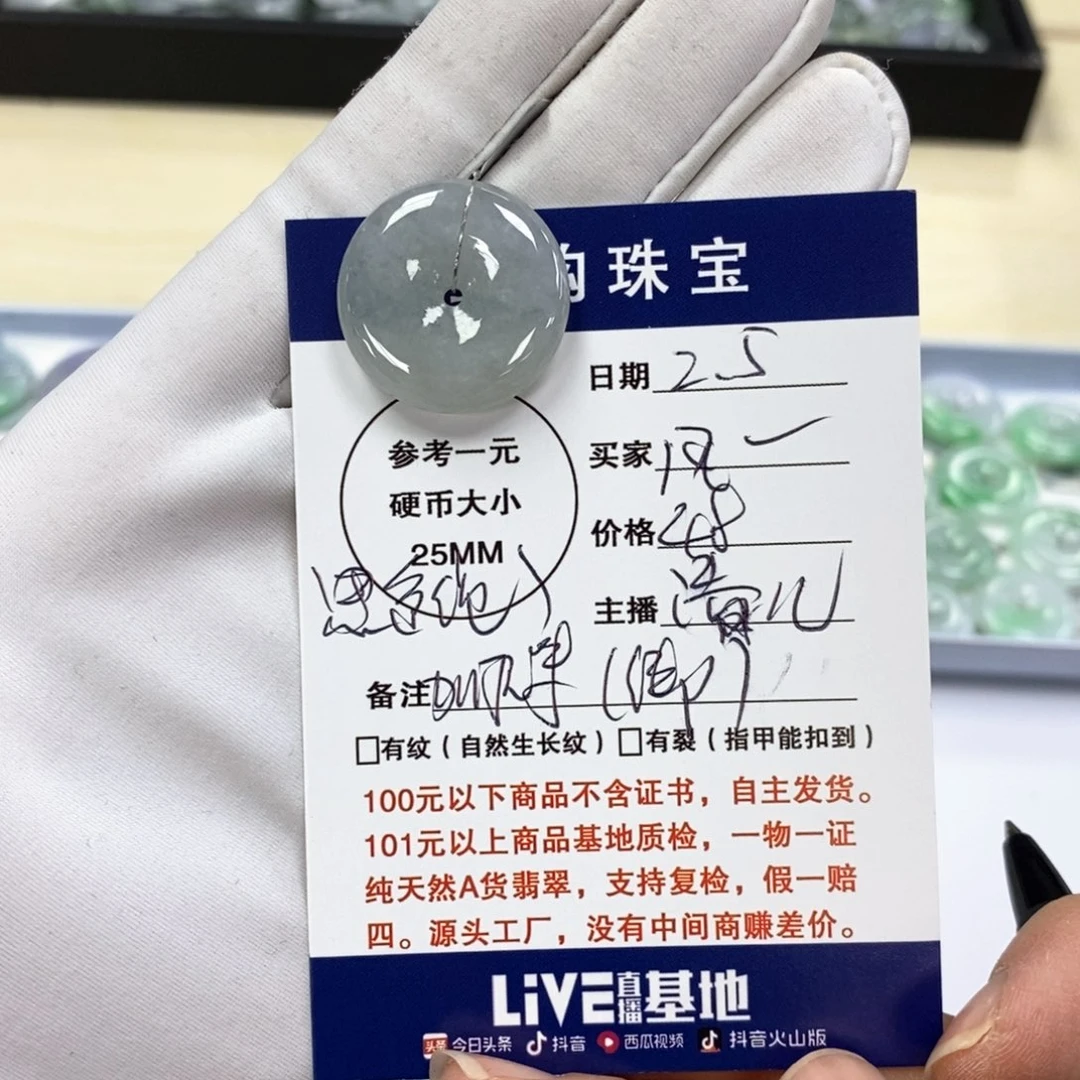 购珠宝
日期 2.5
参考一元
硬币大小
25MM
买家
价格 268
主播
备注
□有纹（自然生长纹）□有裂（指甲能扣到）
100元以下商品不含证书，自主发货。
101元以上商品基地质检，一物一证
纯天然A货翡翠，支持复检，假一赔
四。源头工厂，没有中间商赚差价。
LiVE直播基地
头条 今日头条 抖音 西瓜视频 抖音火山版